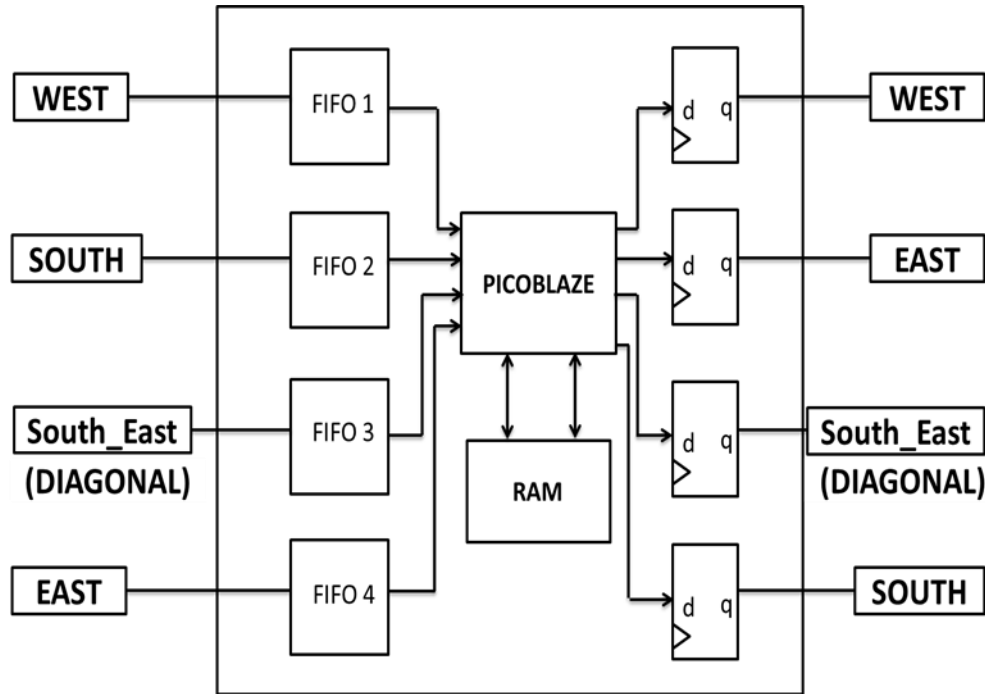 WEST
FIFO 1
d q
WEST
SOUTH
FIFO 2
PICOBLAZE
d q
EAST
South_East
(DIAGONAL)
FIFO 3
RAM
d q
South_East
(DIAGONAL)
EAST
FIFO 4
d q
SOUTH